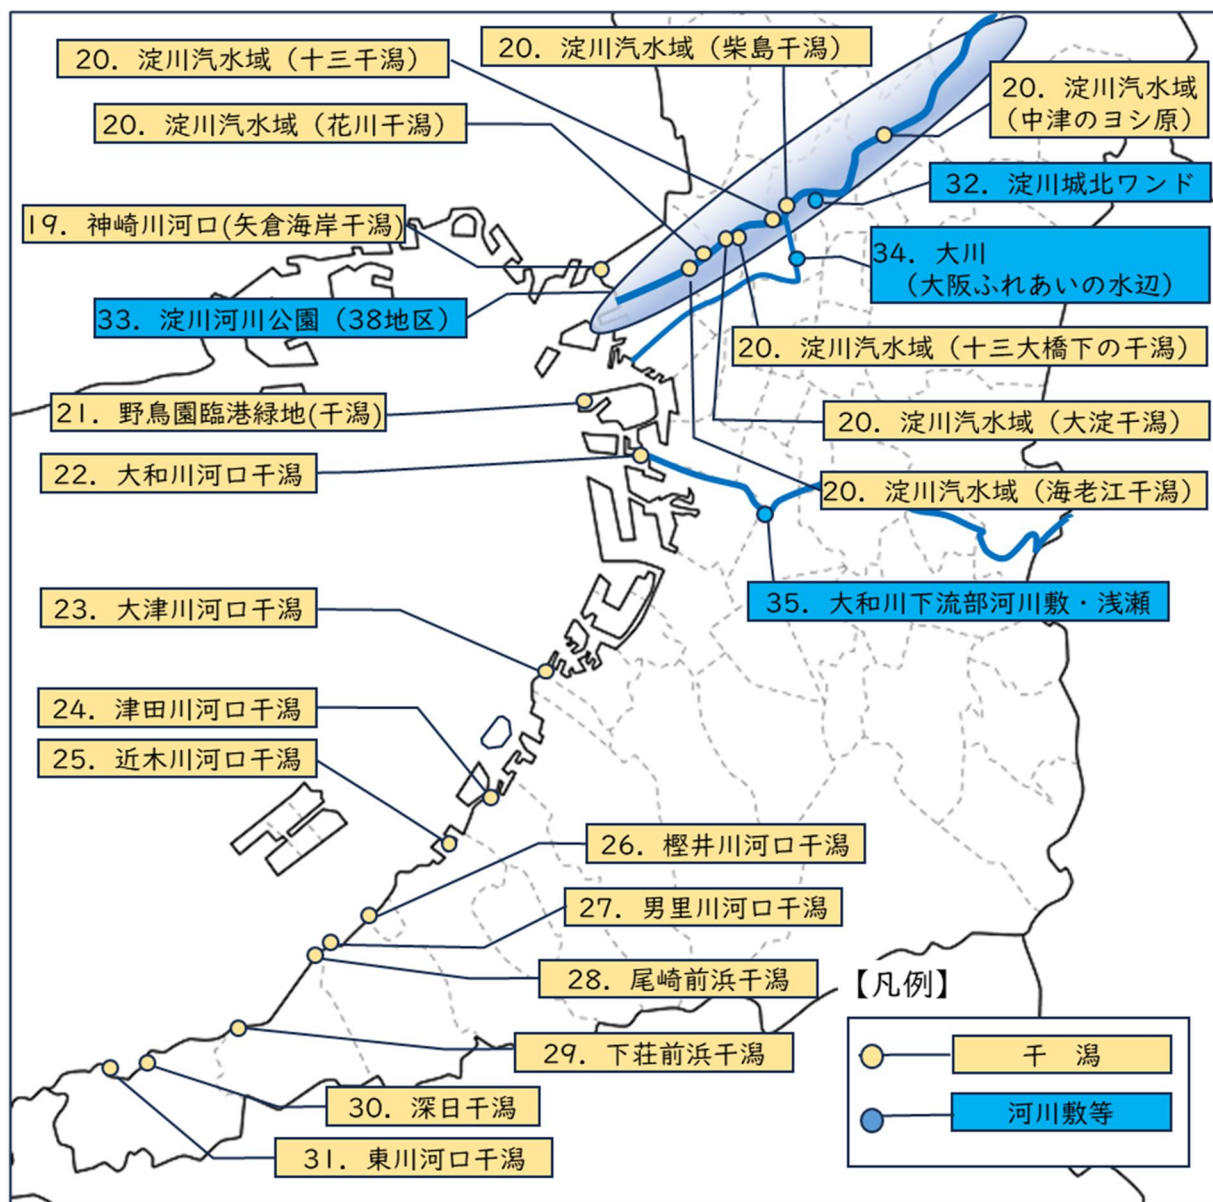 20. 淀川汽水域（十三干潟）
20. 淀川汽水域（柴島干潟）
20. 淀川汽水域
（中津のヨシ原）
20. 淀川汽水域（花川干潟）
32. 淀川城北ワンド
19. 神崎川河口(矢倉海岸干潟)
34. 大川
（大阪ふれあいの水辺）
33. 淀川河川公園（38地区）
20. 淀川汽水域（十三大橋下の干潟）
21. 野鳥園臨港緑地(干潟)
20. 淀川汽水域（大淀干潟）
22. 大和川河口干潟
20. 淀川汽水域（海老江干潟）
23. 大津川河口干潟
35. 大和川下流部河川敷・浅瀬
24. 津田川河口干潟
25. 近木川河口干潟
26. 樫井川河口干潟
27. 男里川河口干潟
28. 尾崎前浜干潟
29. 下荘前浜干潟
30. 深日干潟
31. 東川河口干潟
【凡例】
干　潟
河川敷等